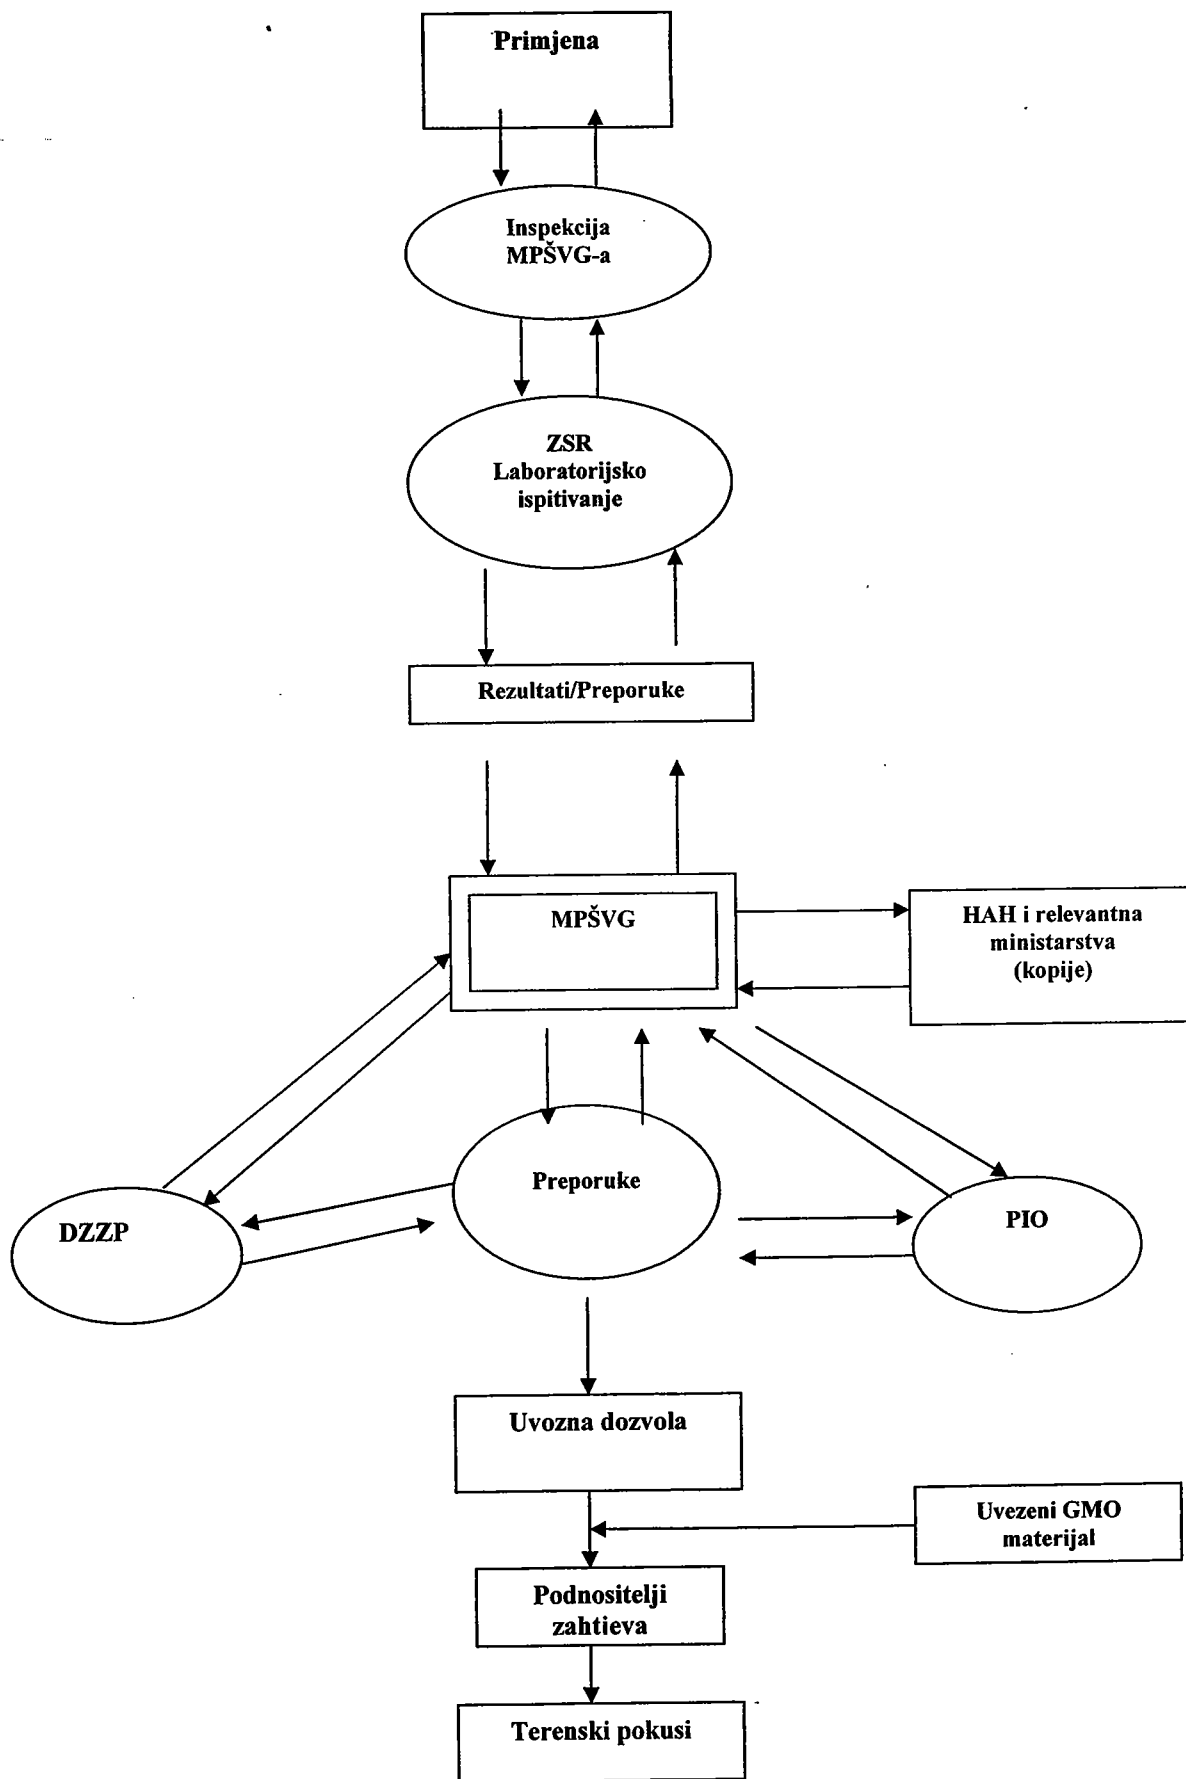 Primjena
Inspekcija
MPŠVG-a
ZSR
Laboratorijsko
ispitivanje
Rezultati/Preporuke
MPŠVG
HAH i relevantna
ministarstva
(kopije)
Preporuke
DZZP
PIO
Uvozna dozvola
Uvezeni GMO
materijal
Podnositelji
zahtieva
Terenski pokusi